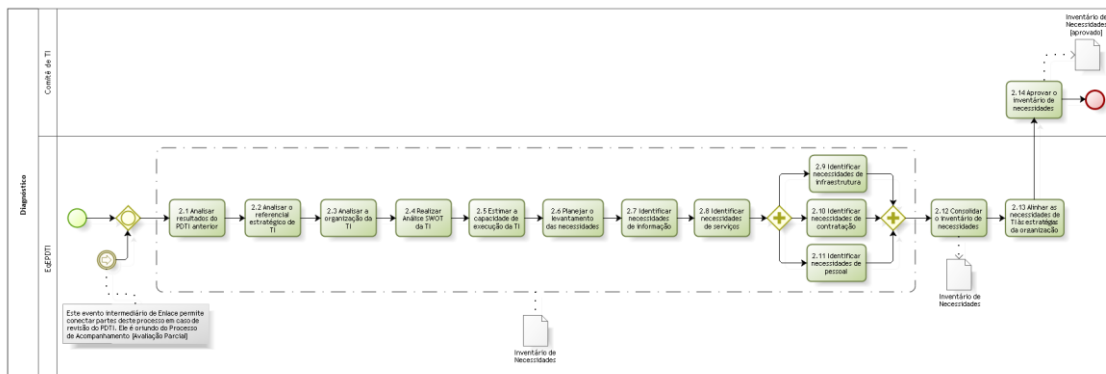 Diagnóstico
Comitê de TI
Inventário de
Necessidades
[aprovado]
2.14 Aprovar o
Inventário de
necessidades
EqEPDTI
2.1 Analisar
resultados do
PDTI anterior
2.2 Analisar o
referencial
estratégico de
TI
2.3 Analisar a
organização da
TI
2.4 Realizar
Análise SWOT
da TI
2.5 Estimar a
capacidade de
execução da TI
2.6 Planejar o
levantamento
das necessidades
2.7 Identificar
necessidades
de informação
2.8 Identificar
necessidades
de serviços
2.9 Identificar
necessidades de
infraestrutura
2.10 Identificar
necessidades de
contratação
2.11 Identificar
necessidades de
pessoal
2.12 Consolidar
o inventário de
necessidades
2.13 Alinhar as
necessidades de
TI às estratégias
da organização
Este evento intermediário de Enlace permite
conectar partes deste processo em caso de
revisão do PDTI. Ele é oriundo do Processo
de Acompanhamento [Avaliação Parcial]
Inventário de
Necessidades
Inventário de
Necessidades